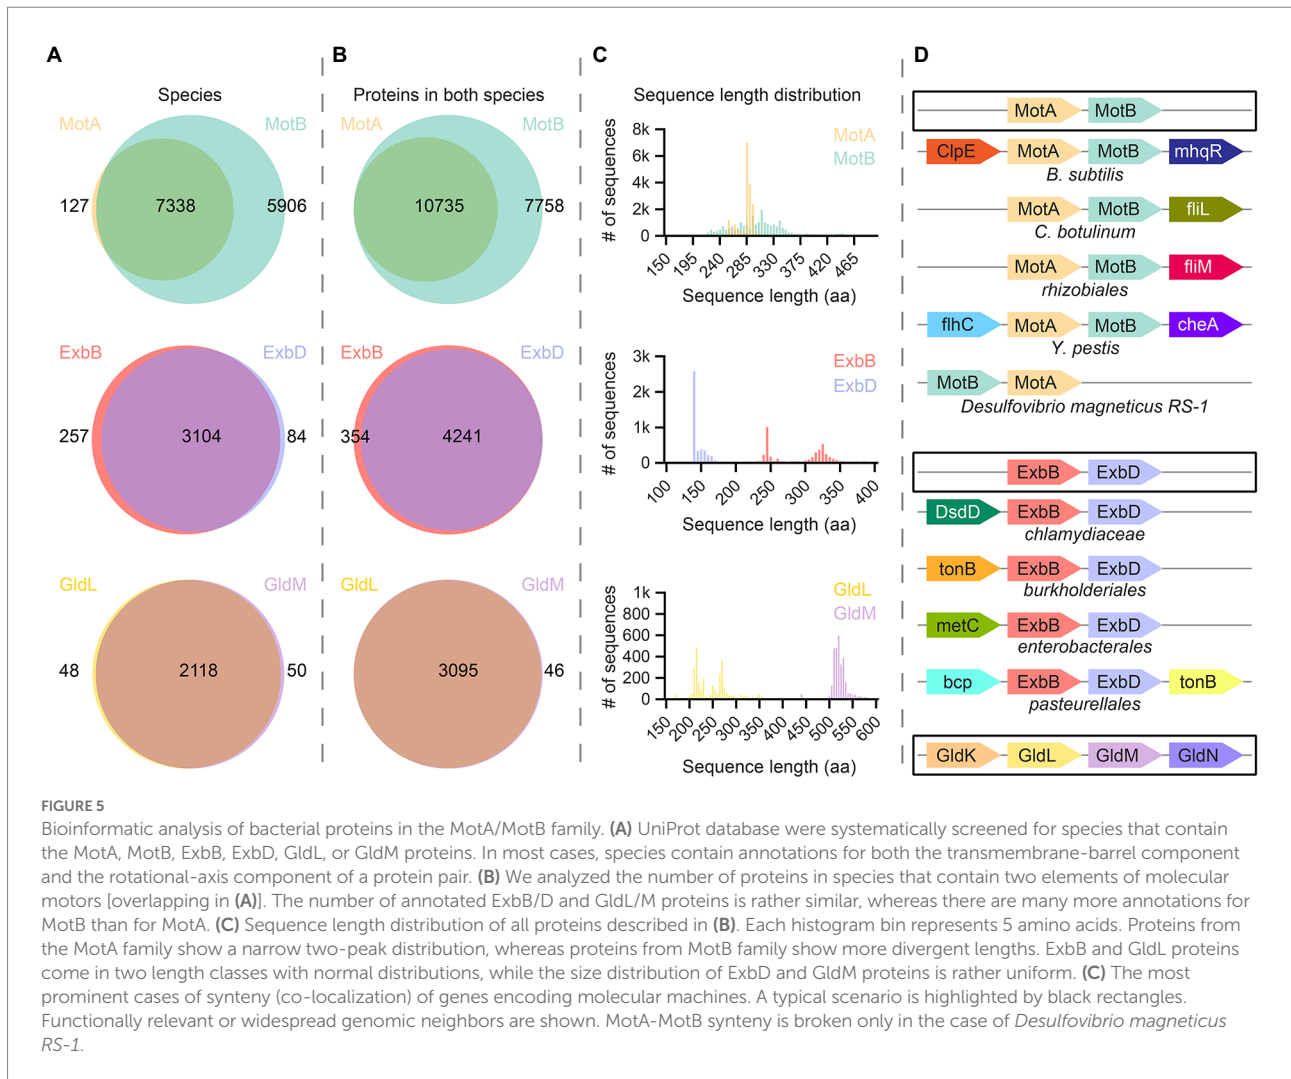 A
B
C
D
Species
MotA
MotB
127
7338
5906
ExbB
ExbD
257
3104
84
GldL
GldM
48
2118
50
Proteins in both species
MotA
MotB
10735
7758
ExbB
ExbD
354
4241
GldL
GldM
3095
46
Sequence length distribution
MotA
MotB
# of sequences
8k
6k
4k
2k
0
150 195 240 285 330 375 420 465
Sequence length (aa)
ExbB
ExbD
# of sequences
3k
2k
1k
0
100 150 200 250 300 350 400
Sequence length (aa)
GldL
GldM
# of sequences
1k
800
600
400
200
0
150 200 250 300 350 400 450 500 550 600
Sequence length (aa)
MotA MotB
ClpE MotA MotB mhqR
B. subtilis
MotA MotB fliL
C. botulinum
MotA MotB fliM
rhizobiales
flhC MotA MotB cheA
Y. pestis
MotB MotA
Desulfovibrio magneticus RS-1
ExbB ExbD
DsdD ExbB ExbD
chlamydiaceae
tonB ExbB ExbD
burkholderiales
metC ExbB ExbD
enterobacterales
bcp ExbB ExbD tonB
pasteurellales
GldK GldL GldM GldN
FIGURE 5
Bioinformatic analysis of bacterial proteins in the MotA/MotB family. (A) UniProt database were systematically screened for species that contain
the MotA, MotB, ExbB, ExbD, GldL, or GldM proteins. In most cases, species contain annotations for both the transmembrane-barrel component
and the rotational-axis component of a protein pair. (B) We analyzed the number of proteins in species that contain two elements of molecular
motors [overlapping in (A)]. The number of annotated ExbB/D and GldL/M proteins is rather similar, whereas there are many more annotations for
MotB than for MotA. (C) Sequence length distribution of all proteins described in (B). Each histogram bin represents 5 amino acids. Proteins from
the MotA family show a narrow two-peak distribution, whereas proteins from MotB family show more divergent lengths. ExbB and GldL proteins
come in two length classes with normal distributions, while the size distribution of ExbD and GldM proteins is rather uniform. (C) The most
prominent cases of synteny (co-localization) of genes encoding molecular machines. A typical scenario is highlighted by black rectangles.
Functionally relevant or widespread genomic neighbors are shown. MotA-MotB synteny is broken only in the case of Desulfovibrio magneticus
RS-1.